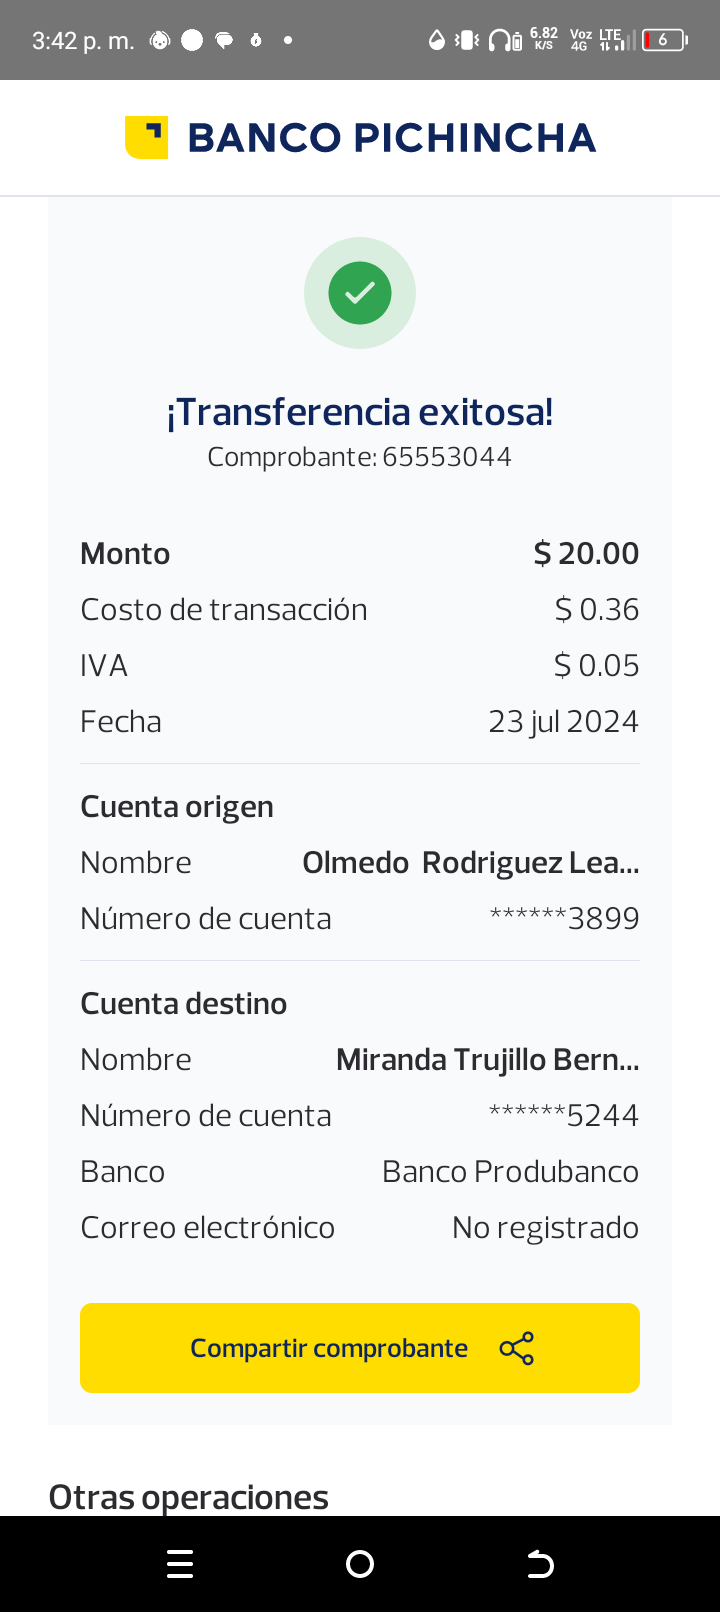 3:42 p. m. 6.82 K/S Voz 4G LTE 6
BANCO PICHINCHA
¡Transferencia exitosa!
Comprobante: 65553044
Monto $ 20.00
Costo de transacción $ 0.36
IVA $ 0.05
Fecha 23 jul 2024
Cuenta origen
Nombre Olmedo Rodriguez Lea...
Número de cuenta ******3899
Cuenta destino
Nombre Miranda Trujillo Bern...
Número de cuenta ******5244
Banco Banco Produbanco
Correo electrónico No registrado
Compartir comprobante
Otras operaciones